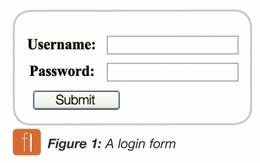 Username:
Password:
Submit
fl Figure 1: A login form